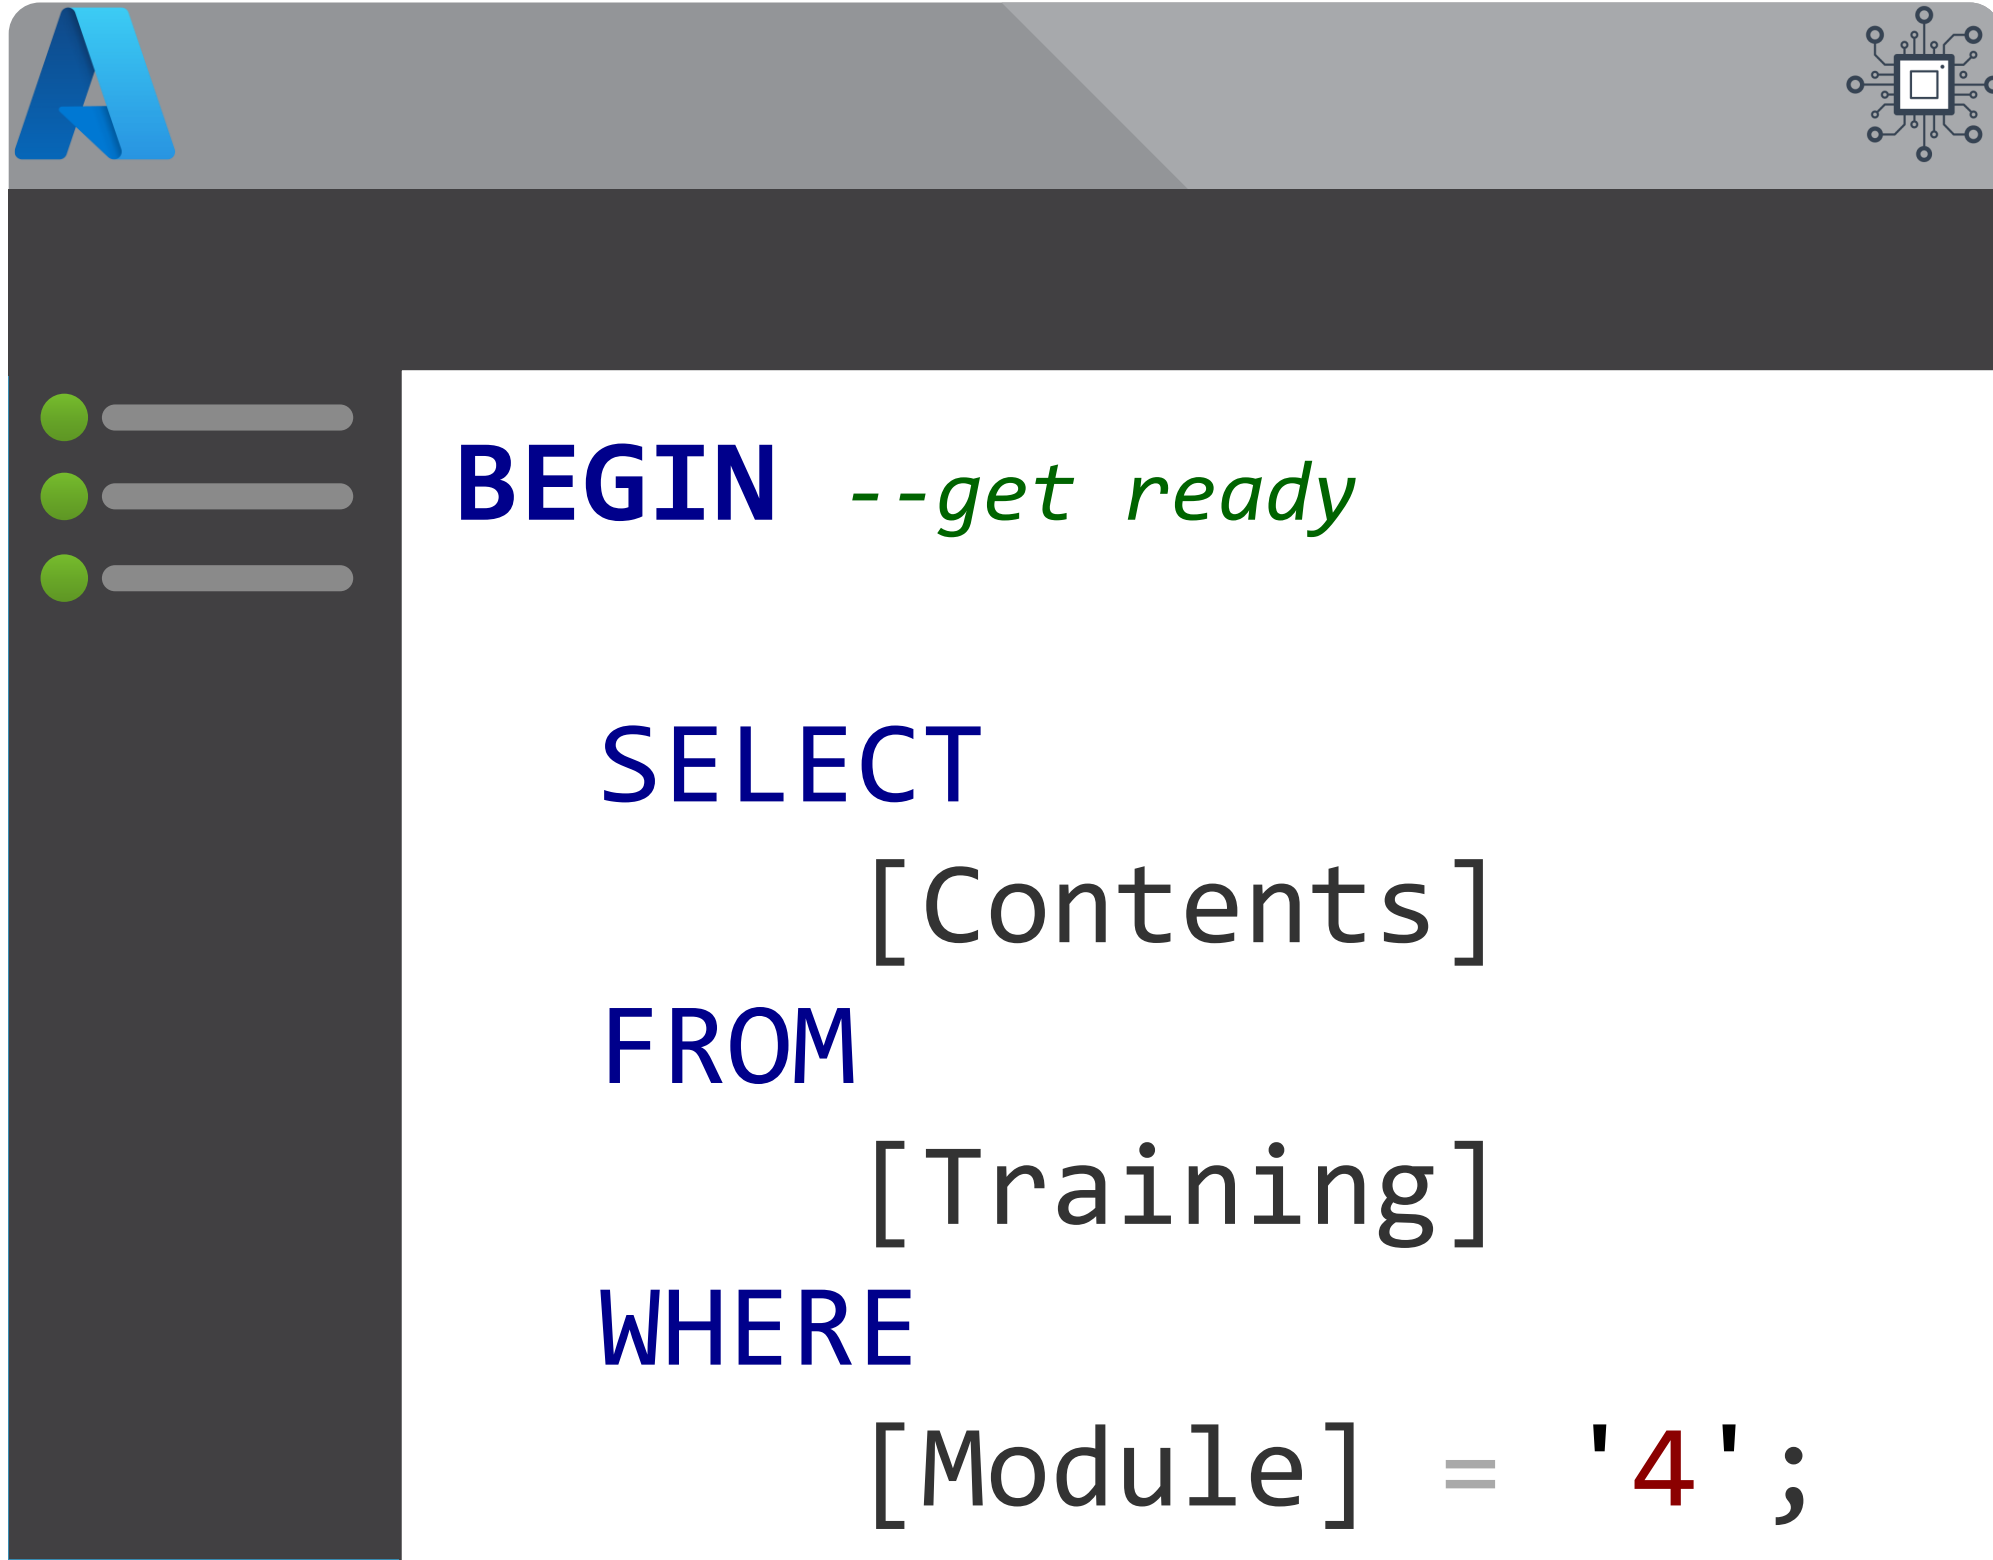 BEGIN --get ready
SELECT
[Contents]
FROM
[Training]
WHERE
[Module] = '4';